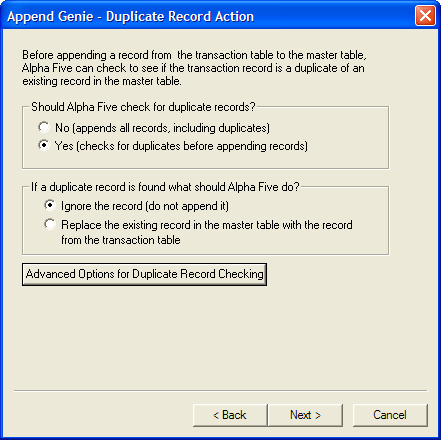 Append Genie - Duplicate Record Action
Before appending a record from the transaction table to the master table,
Alpha Five can check to see if the transaction record is a duplicate of an
existing record in the master table.
Should Alpha Five check for duplicate records?
No (appends all records, including duplicates)
Yes (checks for duplicates before appending records)
If a duplicate record is found what should Alpha Five do?
Ignore the record (do not append it)
Replace the existing record in the master table with the record
from the transaction table
Advanced Options for Duplicate Record Checking
< Back
Next >
Cancel